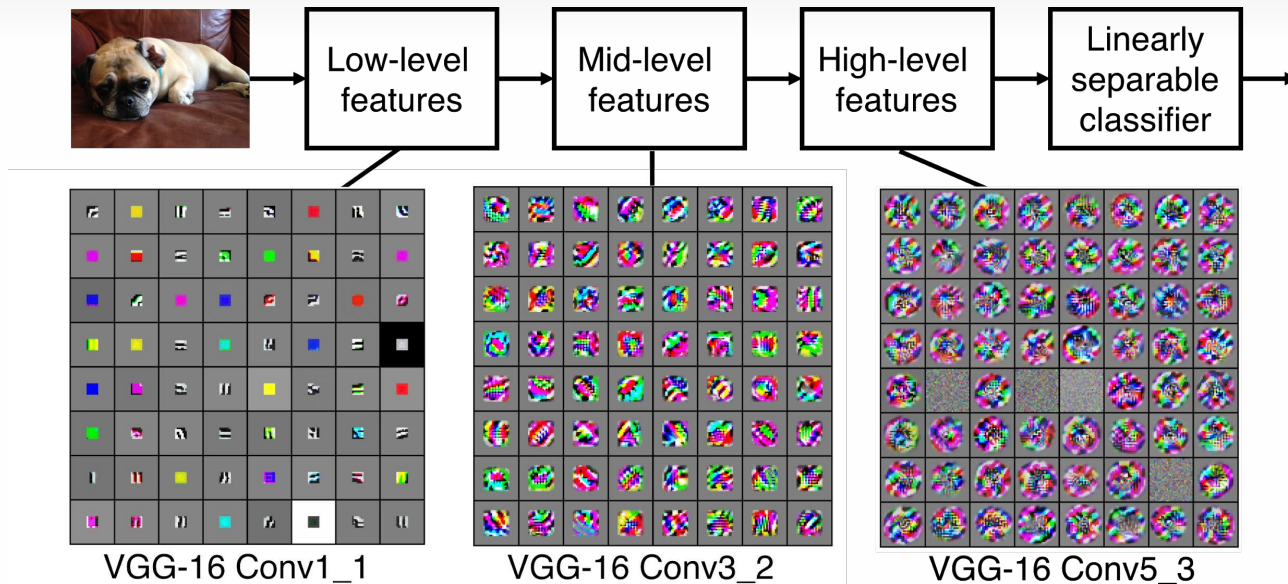 Low-level
features
Mid-level
features
High-level
features
Linearly
separable
classifier
VGG-16 Conv1_1
VGG-16 Conv3_2
VGG-16 Conv5_3